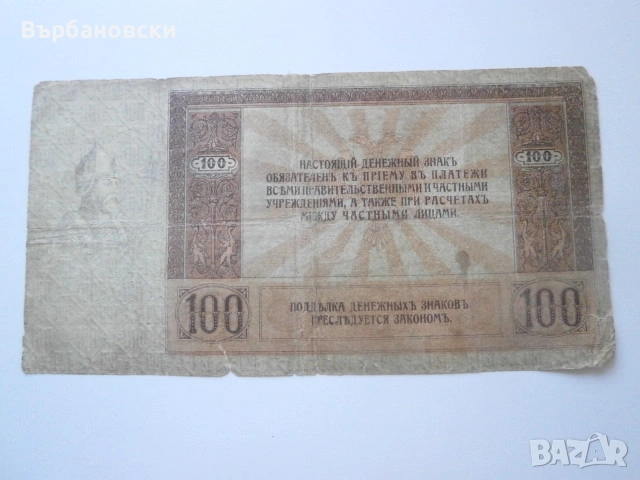 Върбановски
100
100
НАСТОЯЩІЙ ДЕНЕЖНЫЙ ЗНАКЪ
ОБЯЗАТЕЛЕНЪ КЪ ПРІЕМУ ВЪ ПЛАТЕЖИ
ВСѢМИ ПРАВИТЕЛЬСТВЕННЫМИ И ЧАСТНЫМИ
УЧРЕЖДЕНІЯМИ, А ТАКЖЕ ПРИ РАСЧЕТАХЪ
МЕЖДУ ЧАСТНЫМИ ЛИЦАМИ.
100
ПОДДѢЛКА ДЕНЕЖНЫХЪ ЗНАКОВЪ
ПРЕСЛѢДУЕТСЯ ЗАКОНОМЪ.
100
BAZAR